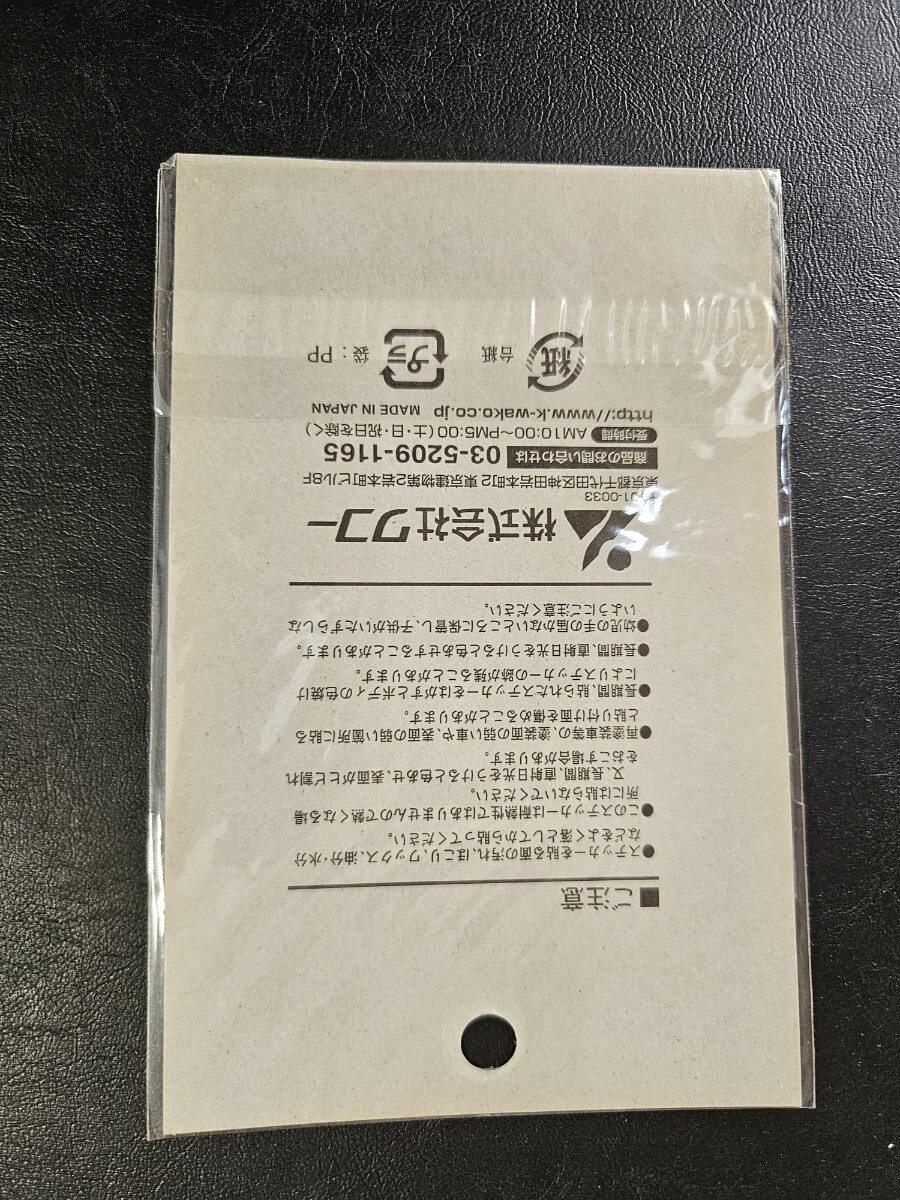 ■ご注意
●ステッカーを貼る面の汚れ、ほこり、ワックス、油分・水分
などをよく落としてから貼ってください。
●このステッカーは耐熱性ではありませんので熱くなる場
所には貼らないでください。
又、長期間、直射日光をうけると色あせ、表面がヒビ割れ
をおこす場合があります。
●再塗装車等の、塗装面の弱い車や、表面の弱い箇所に貼る
と貼り付け面を傷めることがあります。
●長期間、貼られたステッカーをはがすとボディの色焼け
によりステッカーの跡が残ることがあります。
●長期間、直射日光をうけると色あせすることがあります。
●幼児の手の届かないところに保管し、子供がいたずらしな
いようにご注意ください。
株式会社ワコー
〒101-0033
東京都千代田区神田岩本町2 東京建物第2岩本町ビル8F
商品のお問い合わせは 03-5209-1165
受付時間 AM10:00～PM5:00（土・日・祝日を除く）
http://www.k-wako.co.jp MADE IN JAPAN
紙 台紙 プラ 袋：PP